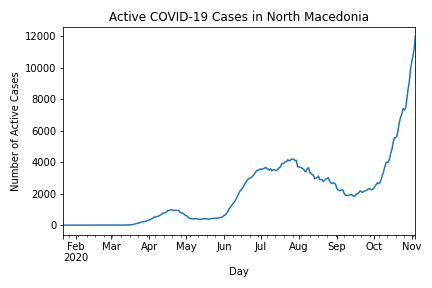 Active COVID-19 Cases in North Macedonia
Number of Active Cases
12000
10000
8000
6000
4000
2000
0
Feb Mar Apr May Jun Jul Aug Sep Oct Nov
2020
Day